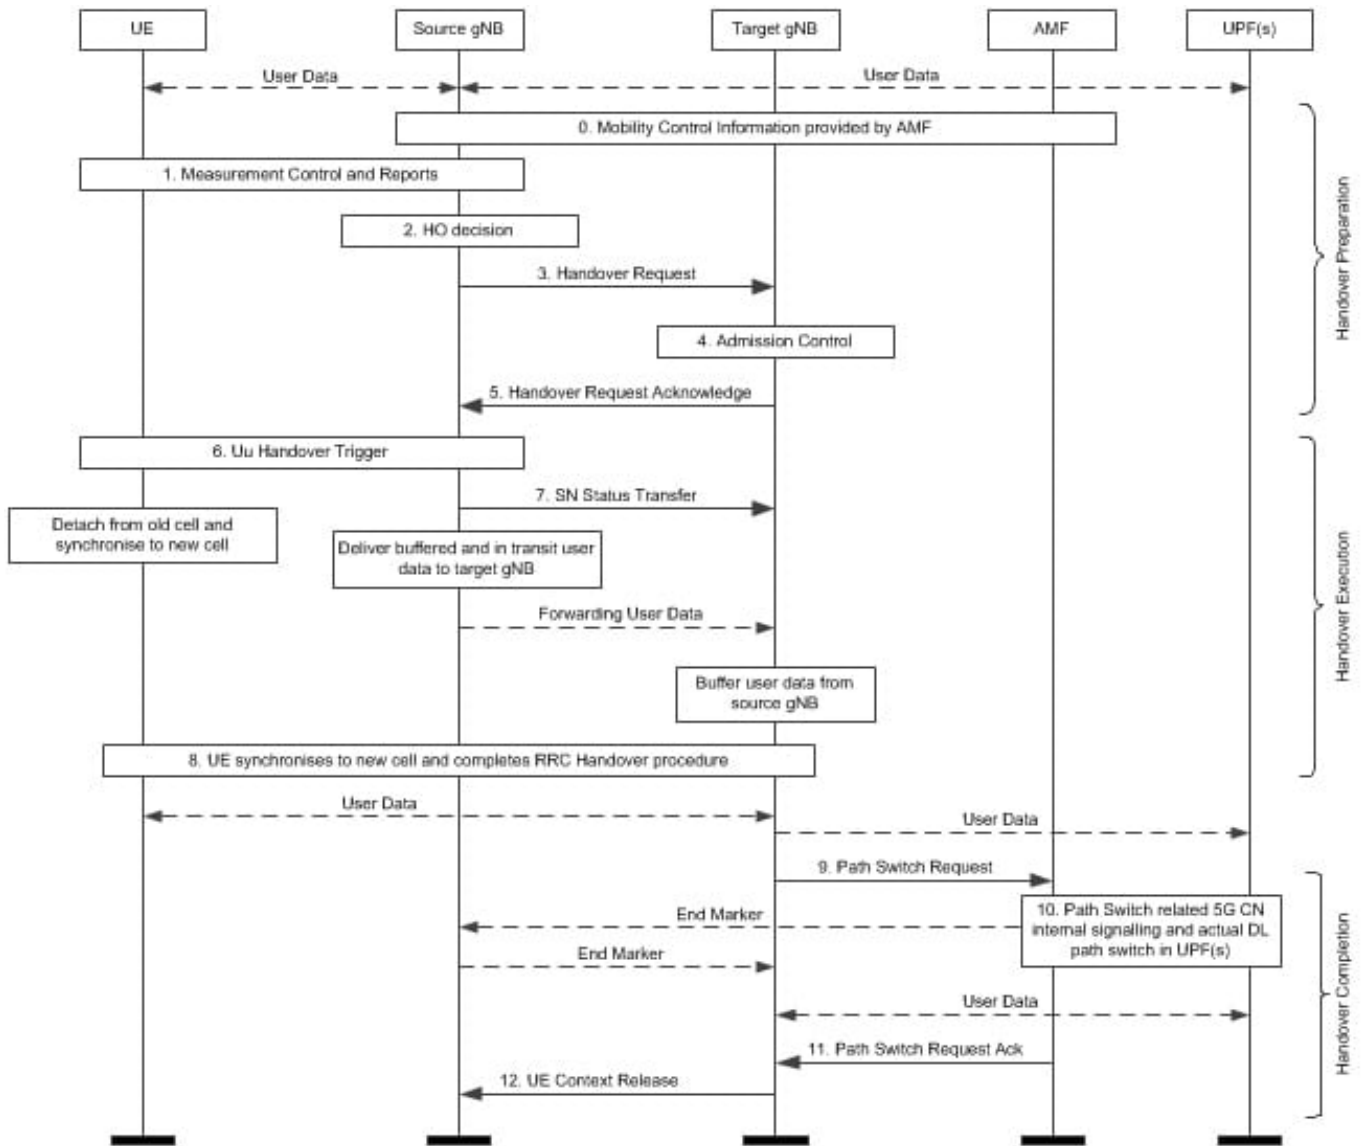 UE
Source gNB
Target gNB
AMF
UPF(s)
User Data
User Data
0. Mobility Control Information provided by AMF
1. Measurement Control and Reports
2. HO decision
3. Handover Request
4. Admission Control
5. Handover Request Acknowledge
Handover Preparation
6. Uu Handover Trigger
7. SN Status Transfer
Detach from old cell and
synchronise to new cell
Deliver buffered and in transit user
data to target gNB
Forwarding User Data
Buffer user data from
source gNB
8. UE synchronises to new cell and completes RRC Handover procedure
Handover Execution
User Data
User Data
9. Path Switch Request
End Marker
10. Path Switch related 5G CN
internal signalling and actual DL
path switch in UPF(s)
End Marker
User Data
11. Path Switch Request Ack
12. UE Context Release
Handover Completion